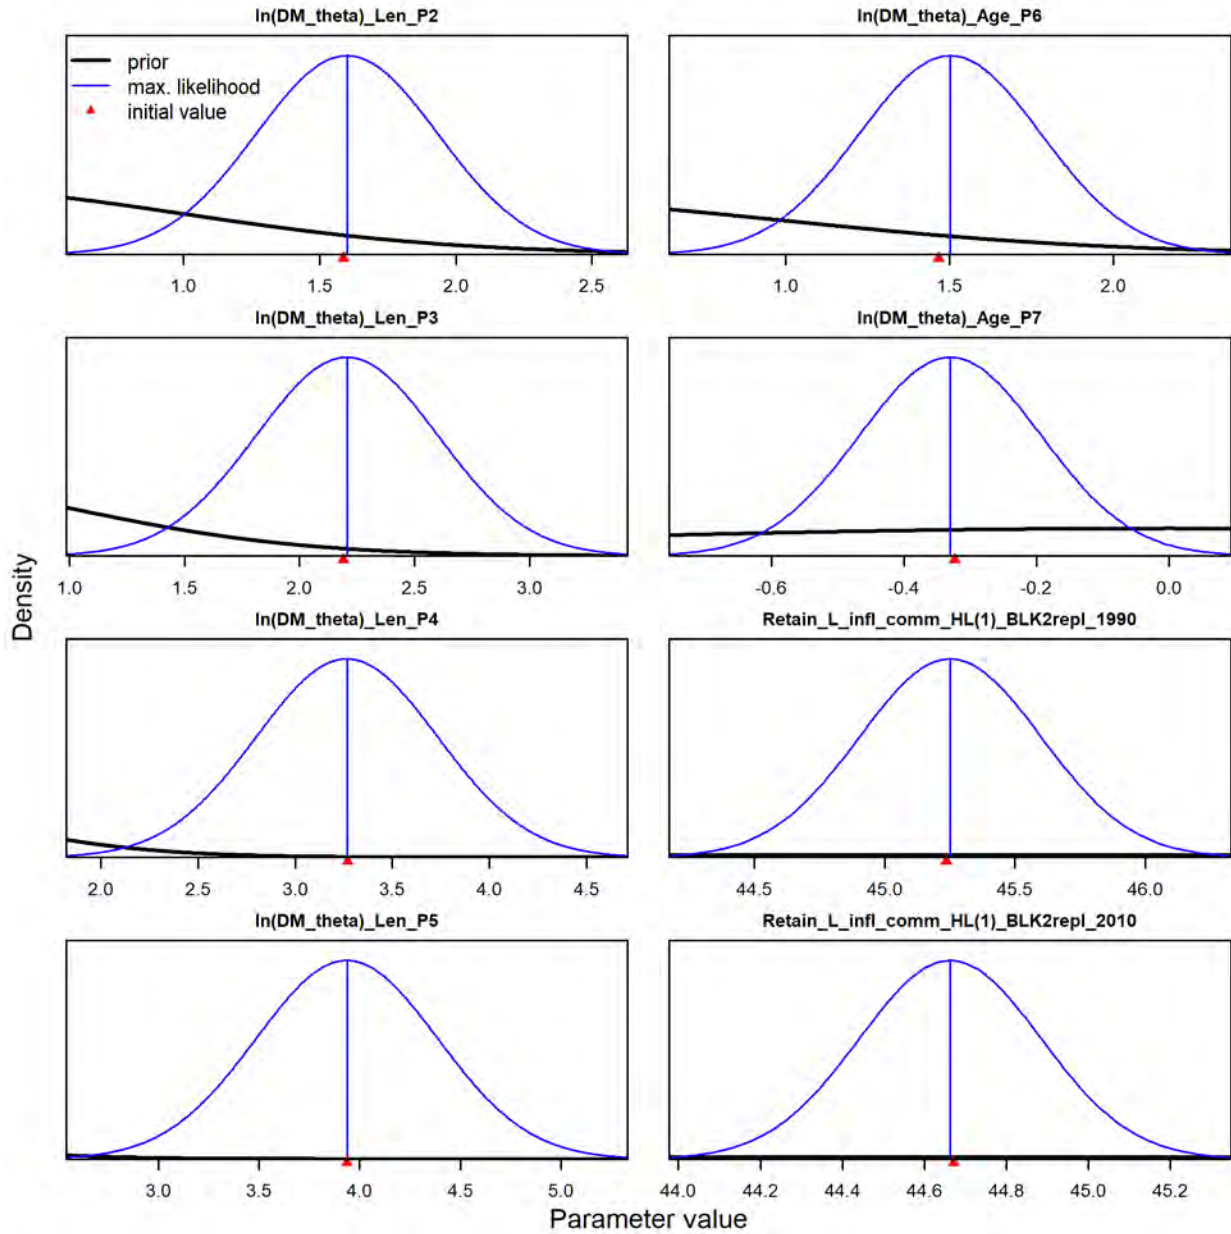 ln(DM_theta)_Len_P2
prior
max. likelihood
initial value
1.0 1.5 2.0 2.5
ln(DM_theta)_Age_P6
1.0 1.5 2.0
ln(DM_theta)_Len_P3
1.0 1.5 2.0 2.5 3.0
ln(DM_theta)_Age_P7
-0.6 -0.4 -0.2 0.0
ln(DM_theta)_Len_P4
2.0 2.5 3.0 3.5 4.0 4.5
Retain_L_infl_comm_HL(1)_BLK2repl_1990
44.5 45.0 45.5 46.0
ln(DM_theta)_Len_P5
3.0 3.5 4.0 4.5 5.0
Retain_L_infl_comm_HL(1)_BLK2repl_2010
44.0 44.2 44.4 44.6 44.8 45.0 45.2
Density
Parameter value